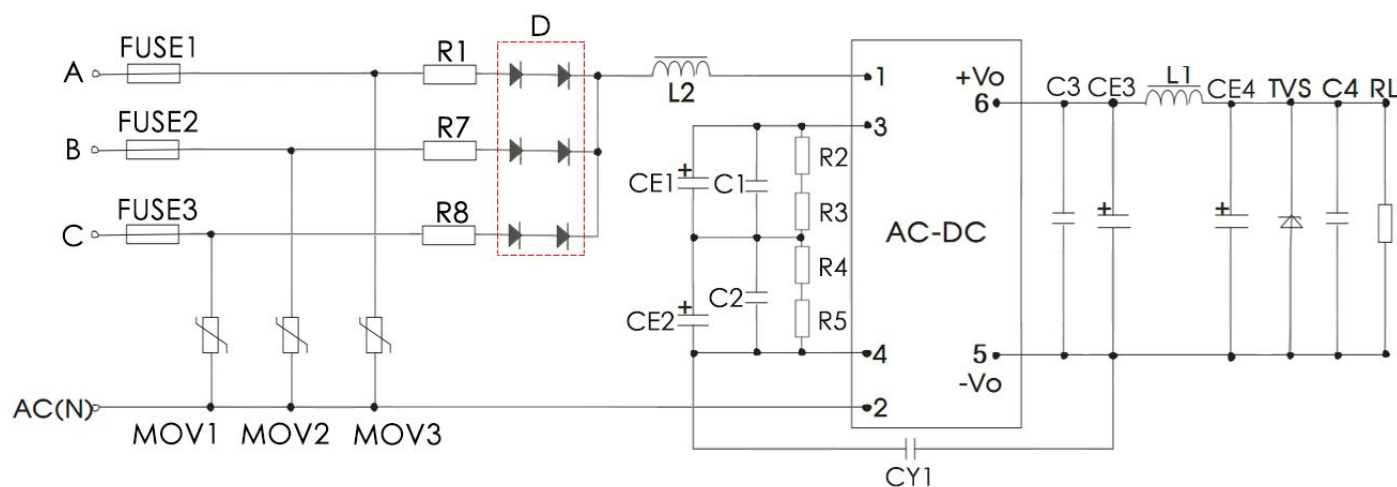 D
A
FUSE1
R1
L2
1
+Vo
6
C3
CE3
L1
CE4
TVS
C4
RL
B
FUSE2
R7
3
R2
CE1
+
C1
R3
C
FUSE3
R8
AC-DC
+
+
R4
CE2
+
C2
R5
4
5
-Vo
AC(N)
2
MOV1
MOV2
MOV3
CY1